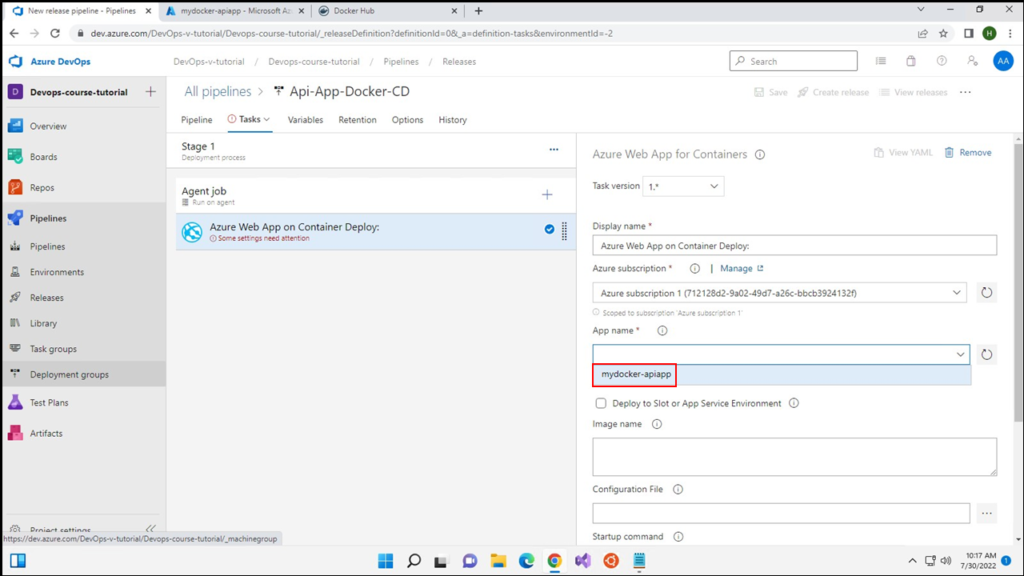 New release pipeline - Pipelines
mydocker-apiapp - Microsoft Az
Docker Hub
dev.azure.com/DevOps-v-tutorial/Devops-course-tutorial/_releaseDefinition?definitionId=0&_a=definition-tasks&environmentId=-2
H
Azure DevOps
DevOps-v-tutorial / Devops-course-tutorial / Pipelines / Releases
Search
AA
D
Devops-course-tutorial
All pipelines > Api-App-Docker-CD
Save
Create release
View releases
Pipeline
Tasks
Variables
Retention
Options
History
Overview
Boards
Repos
Pipelines
Pipelines
Environments
Releases
Library
Task groups
Deployment groups
Test Plans
Artifacts
Project settings
https://dev.azure.com/DevOps-v-tutorial/Devops-course-tutorial/_machinegroup
Stage 1
Deployment process
Agent job
Run on agent
Azure Web App on Container Deploy:
Some settings need attention
Azure Web App for Containers
View YAML
Remove
Task version
1.*
Display name *
Azure Web App on Container Deploy:
Azure subscription * | Manage
Azure subscription 1 (712128d2-9a02-49d7-a26c-bbcb3924132f)
Scoped to subscription 'Azure subscription 1'
App name *
mydocker-apiapp
Deploy to Slot or App Service Environment
Image name
Configuration File
Startup command
10:17 AM
7/30/2022
1